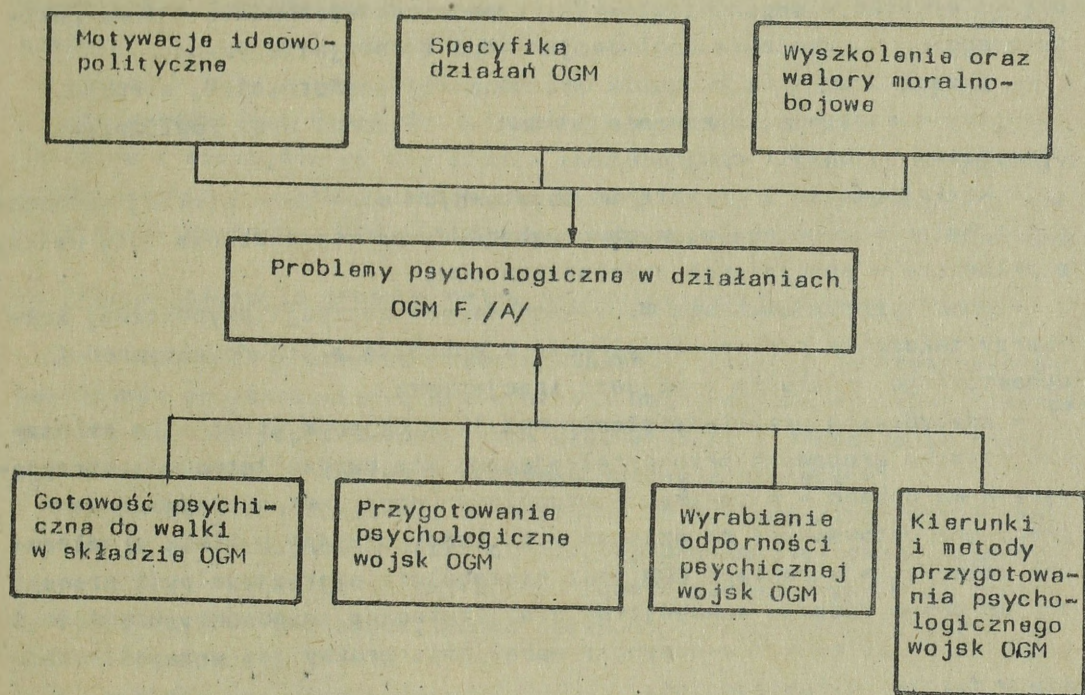 Motywacje ideowo-
polityczne
Specyfika
działań OGM
Wyszkolenie oraz
walory moralno-
bojowe
Problemy psychologiczne w działaniach
OGM F /A/
Gotowość psychi-
czna do walki
w składzie OGM
Przygotowanie
psychologiczne
wojsk OGM
Wyrabianie
odporności
psychicznej
wojsk OGM
Kierunki
i metody
przygotowa-
nia psycho-
logicznego
wojsk OGM